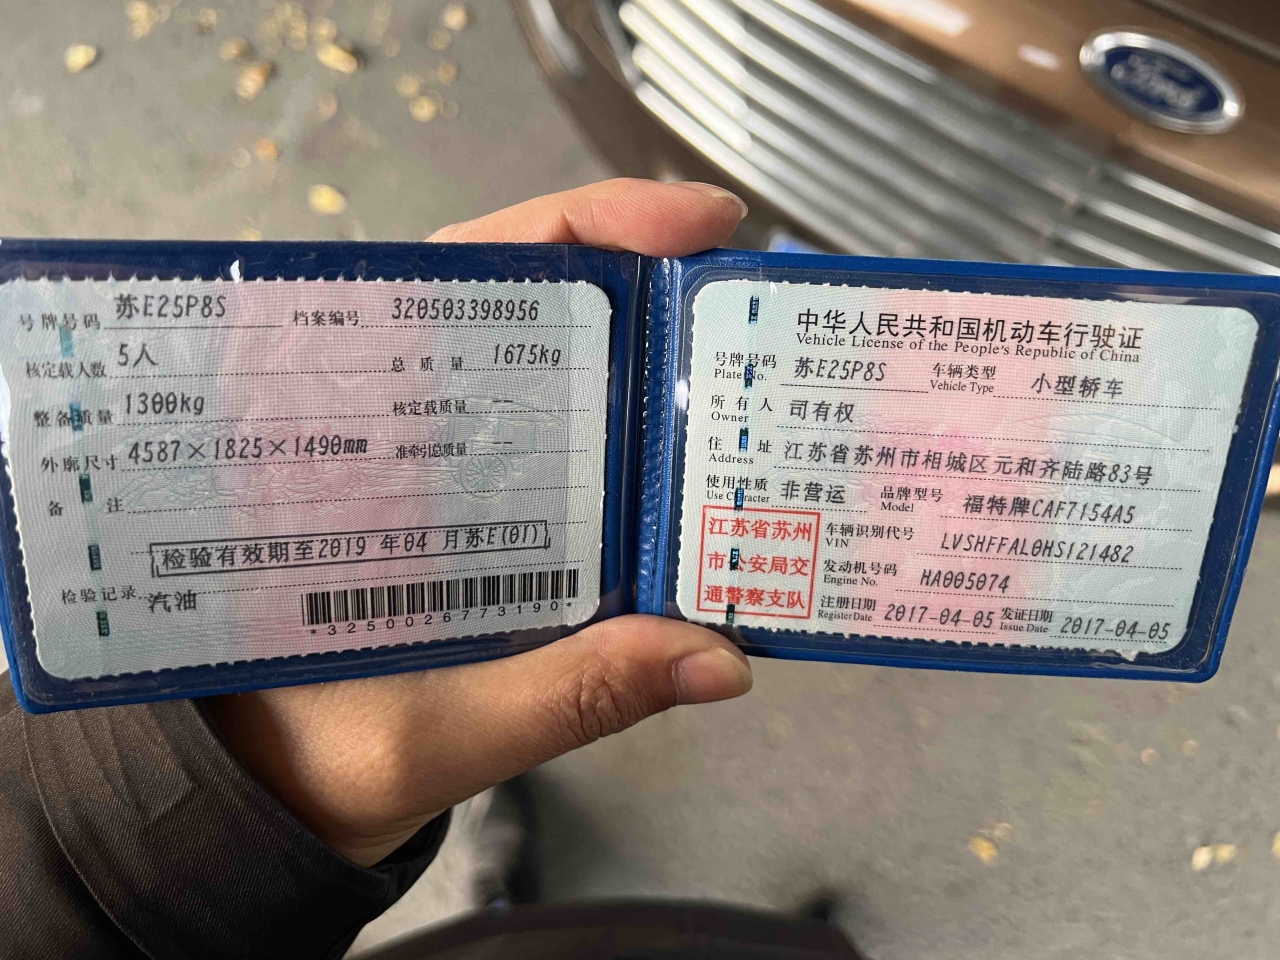 号牌号码 苏E25P8S 档案编号 320503398956
核定载人数 5人 总质量 1675kg
整备质量 1300kg 核定载质量 --
外廓尺寸 4587×1825×1490mm 准牵引总质量 --
备注
检验有效期至2019 年04 月苏E(01)
检验记录 汽油
*3250026773190*
中华人民共和国机动车行驶证
Vehicle License of the People's Republic of China
号牌号码 苏E25P8S 车辆类型 小型轿车
Plate No. Vehicle Type
所有人 司有权
Owner
住址 江苏省苏州市相城区元和齐陆路83号
Address
使用性质 非营运 品牌型号 福特牌CAF7154A5
Use Character Model
江苏省苏州
市公安局交
通警察支队
车辆识别代号 LVSHFFAL0HS121482
VIN
发动机号码 HA005074
Engine No.
注册日期 2017-04-05 发证日期 2017-04-05
Register Date Issue Date
Ford